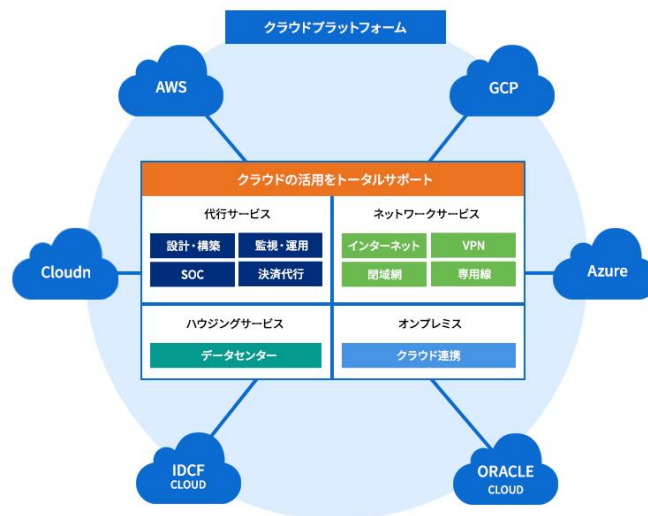 クラウドプラットフォーム
AWS
GCP
クラウドの活用をトータルサポート
代行サービス
ネットワークサービス
設計・構築
監視・運用
インターネット
VPN
SOC
決済代行
閉域網
専用線
Cloudn
Azure
ハウジングサービス
オンプレミス
データセンター
クラウド連携
IDCF
CLOUD
ORACLE
CLOUD